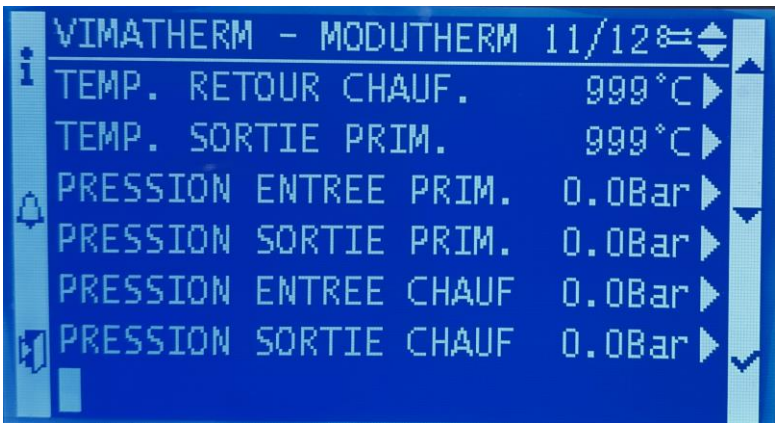 VIMATHERM - MODUTHERM 11/12
TEMP. RETOUR CHAUF. 999°C
TEMP. SORTIE PRIM. 999°C
PRESSION ENTREE PRIM. 0.0Bar
PRESSION SORTIE PRIM. 0.0Bar
PRESSION ENTREE CHAUF 0.0Bar
PRESSION SORTIE CHAUF 0.0Bar